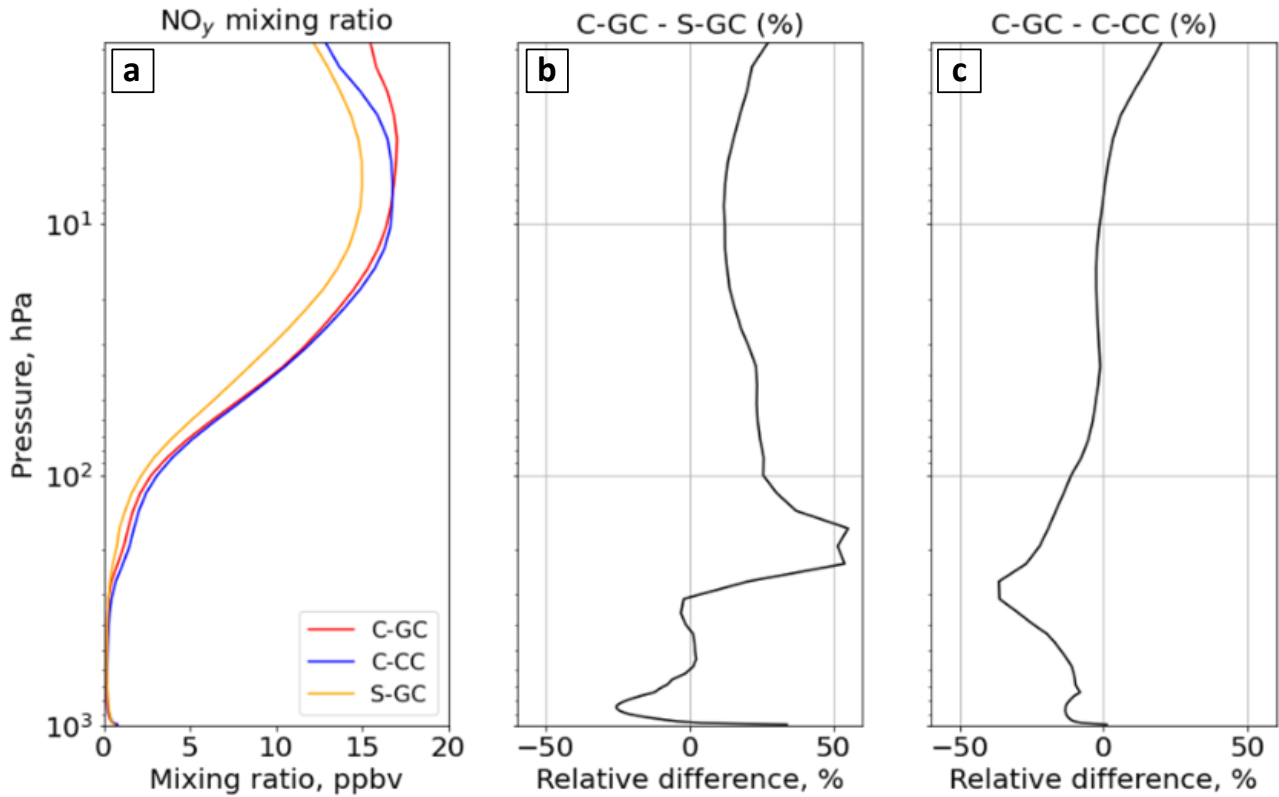 NOy mixing ratio
C-GC - S-GC (%)
C-GC - C-CC (%)
a
b
c
Pressure, hPa
10¹
10²
10³
C-GC
C-CC
S-GC
0 5 10 15 20
−50 0 50
−50 0 50
Mixing ratio, ppbv
Relative difference, %
Relative difference, %